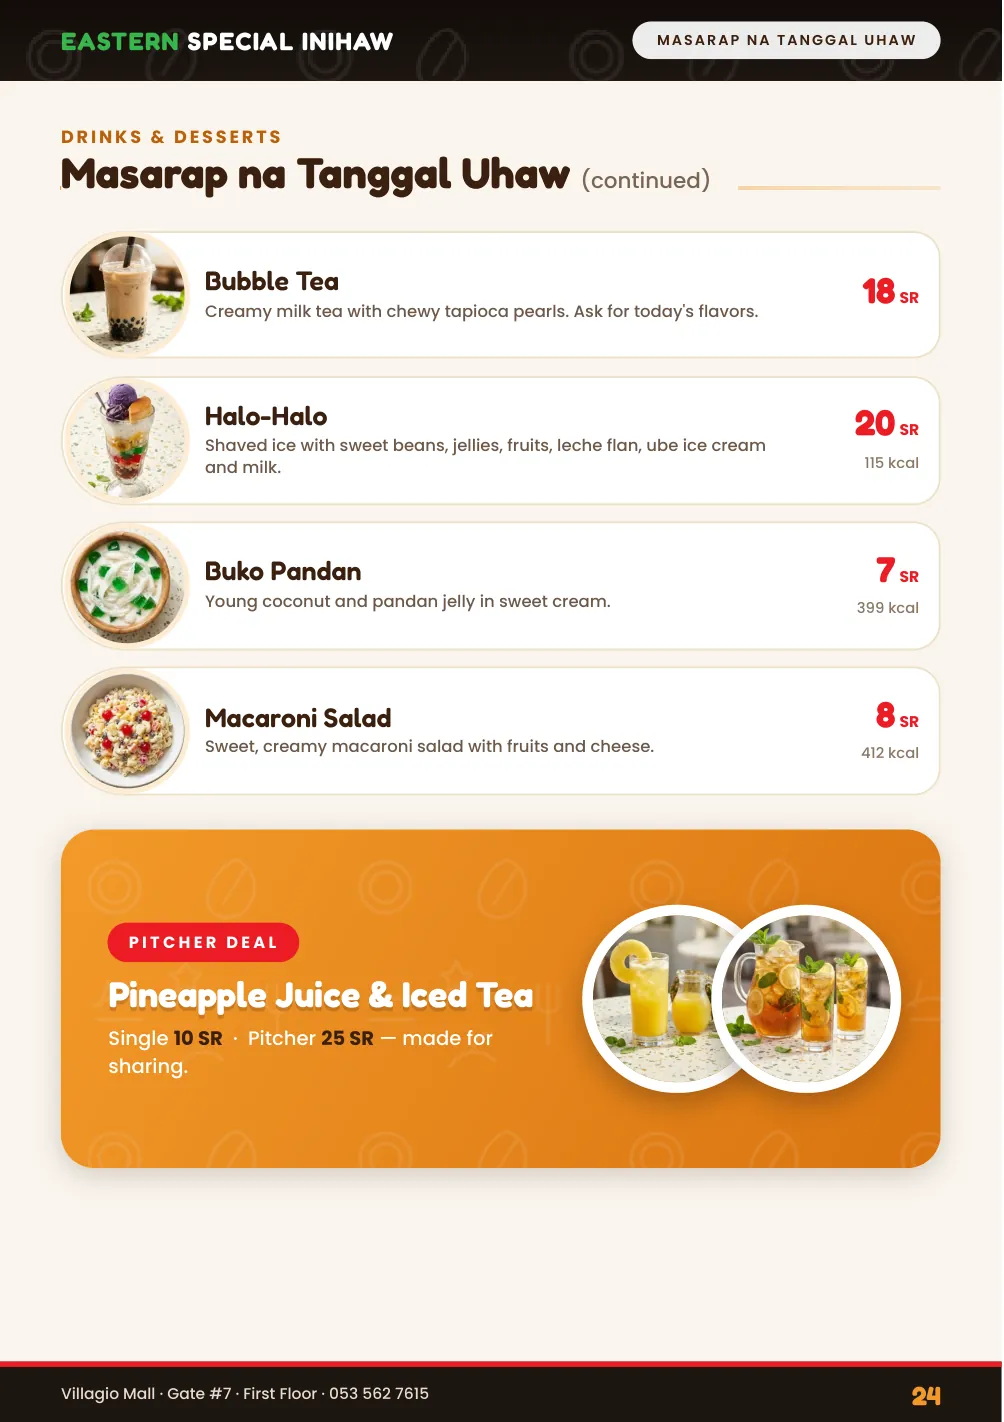 EASTERN SPECIAL INIHAW
MASARAP NA TANGGAL UHAW
DRINKS & DESSERTS
Masarap na Tanggal Uhaw (continued)
Bubble Tea
Creamy milk tea with chewy tapioca pearls. Ask for today's flavors.
18 SR
Halo-Halo
Shaved ice with sweet beans, jellies, fruits, leche flan, ube ice cream
and milk.
20 SR
115 kcal
Buko Pandan
Young coconut and pandan jelly in sweet cream.
7 SR
399 kcal
Macaroni Salad
Sweet, creamy macaroni salad with fruits and cheese.
8 SR
412 kcal
PITCHER DEAL
Pineapple Juice & Iced Tea
Single 10 SR · Pitcher 25 SR — made for
sharing.
Villagio Mall · Gate #7 · First Floor · 053 562 7615
24